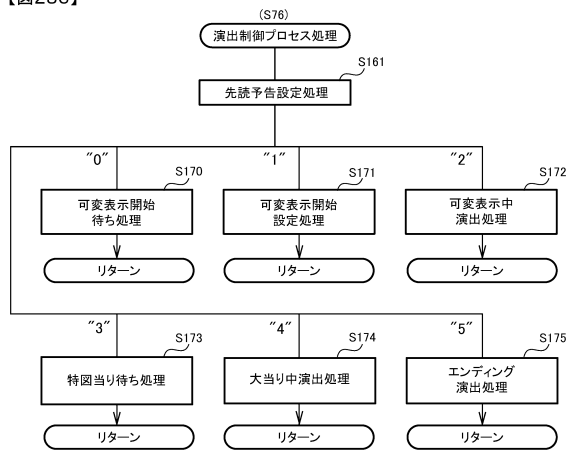 (S76)
演出制御プロセス処理
S161
先読予告設定処理
"0"
"1"
"2"
S170
S171
S172
可変表示開始
待ち処理
可変表示開始
設定処理
可変表示中
演出処理
リターン
リターン
リターン
"3"
"4"
"5"
S173
S174
S175
特図当り待ち処理
大当り中演出処理
エンディング
演出処理
リターン
リターン
リターン